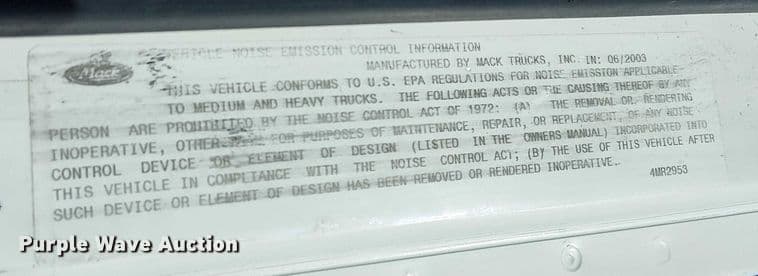 Mack
VEHICLE NOISE EMISSION CONTROL INFORMATION
MANUFACTURED BY MACK TRUCKS, INC. IN: 06/2003
THIS VEHICLE CONFORMS TO U.S. EPA REGULATIONS FOR NOISE EMISSION APPLICABLE
TO MEDIUM AND HEAVY TRUCKS. THE FOLLOWING ACTS OR THE CAUSING THEREOF BY ANY
PERSON ARE PROHIBITED BY THE NOISE CONTROL ACT OF 1972: (A) THE REMOVAL OR RENDERING
INOPERATIVE, OTHER FOR PURPOSES OF MAINTENANCE, REPAIR, OR REPLACEMENT, OF ANY NOISE
CONTROL DEVICE OR ELEMENT OF DESIGN (LISTED IN THE OWNERS MANUAL) INCORPORATED INTO
THIS VEHICLE IN COMPLIANCE WITH THE NOISE CONTROL ACT; (B) THE USE OF THIS VEHICLE AFTER
SUCH DEVICE OR ELEMENT OF DESIGN HAS BEEN REMOVED OR RENDERED INOPERATIVE.
4MR2953
Purple Wave Auction